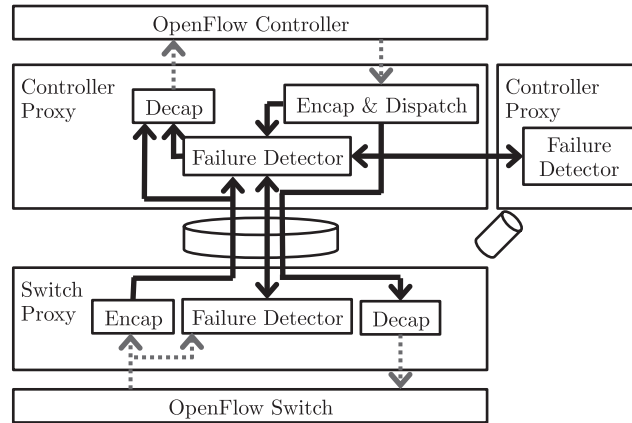 OpenFlow Controller
Controller
Proxy
Decap
Encap & Dispatch
Failure Detector
Controller
Proxy
Failure
Detector
Switch
Proxy
Encap
Failure Detector
Decap
OpenFlow Switch